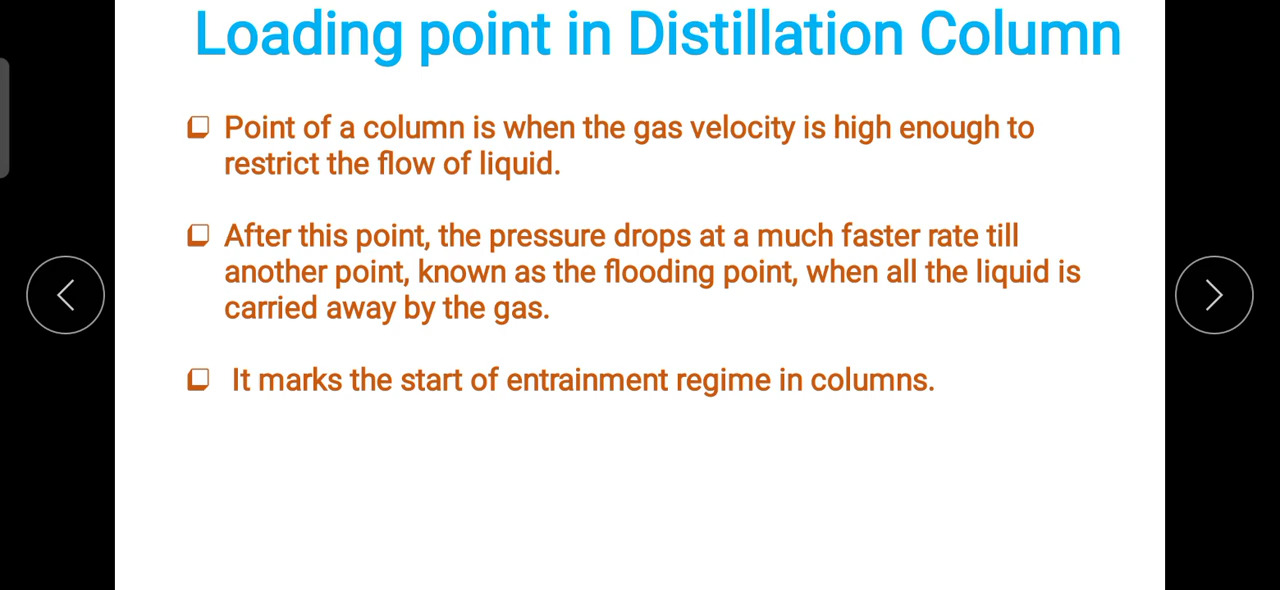 Loading point in Distillation Column
Point of a column is when the gas velocity is high enough to
restrict the flow of liquid.
After this point, the pressure drops at a much faster rate till
another point, known as the flooding point, when all the liquid is
carried away by the gas.
It marks the start of entrainment regime in columns.